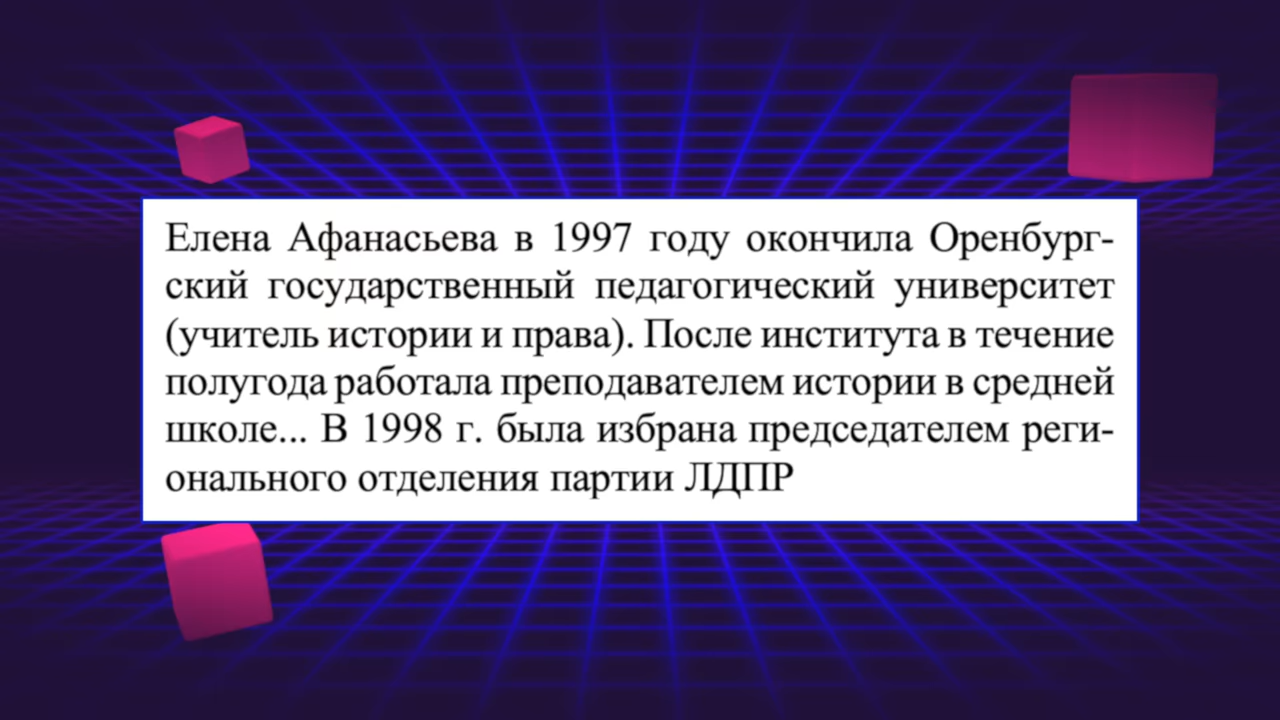 Елена Афанасьева в 1997 году окончила Оренбург-
ский государственный педагогический университет
(учитель истории и права). После института в течение
полугода работала преподавателем истории в средней
школе... В 1998 г. была избрана председателем реги-
онального отделения партии ЛДПР